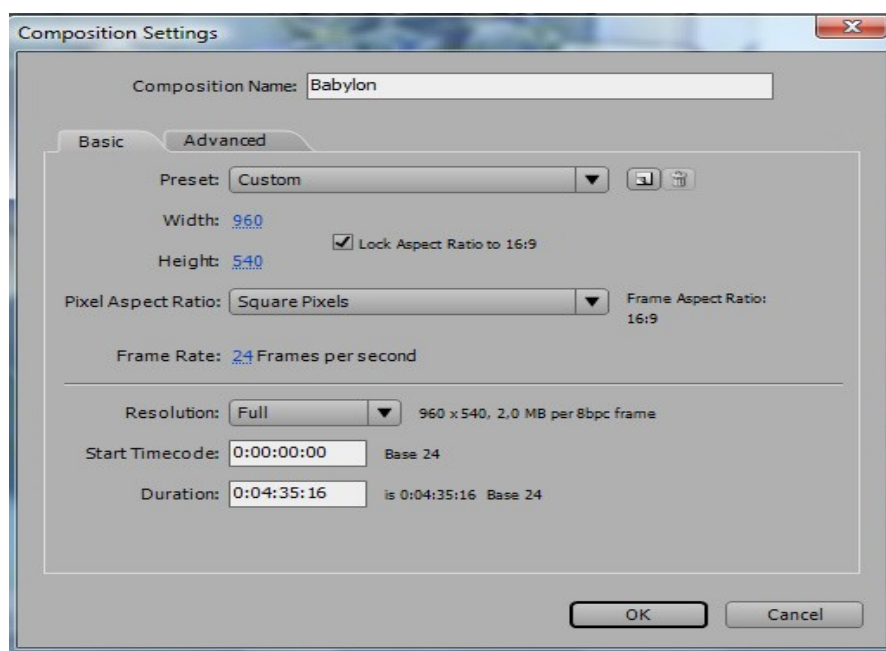 Composition Settings
Composition Name: Babylon
Basic Advanced
Preset: Custom
Width: 960
Lock Aspect Ratio to 16:9
Height: 540
Pixel Aspect Ratio: Square Pixels Frame Aspect Ratio:
16:9
Frame Rate: 24 Frames per second
Resolution: Full 960 x 540, 2,0 MB per 8bpc frame
Start Timecode: 0:00:00:00 Base 24
Duration: 0:04:35:16 is 0:04:35:16 Base 24
OK Cancel